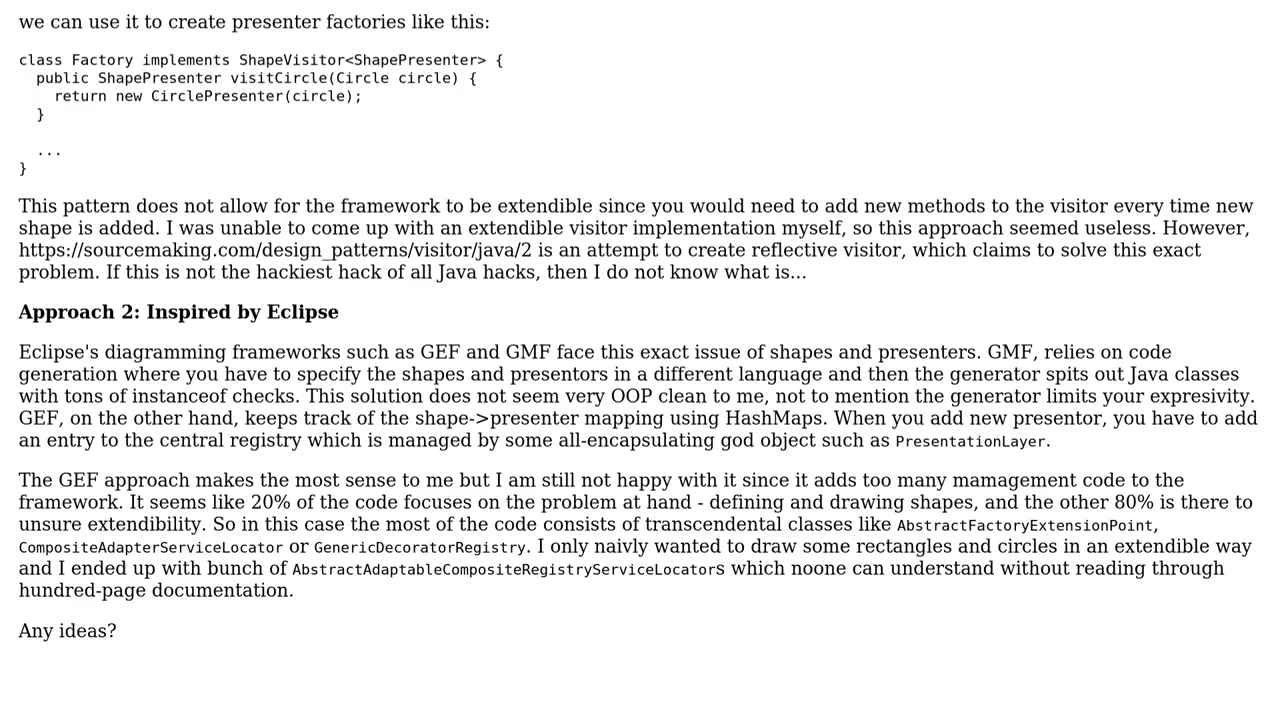 we can use it to create presenter factories like this:
class Factory implements ShapeVisitor<ShapePresenter> {
  public ShapePresenter visitCircle(Circle circle) {
    return new CirclePresenter(circle);
  }
  ...
}
This pattern does not allow for the framework to be extendible since you would need to add new methods to the visitor every time new
shape is added. I was unable to come up with an extendible visitor implementation myself, so this approach seemed useless. However,
https://sourcemaking.com/design_patterns/visitor/java/2 is an attempt to create reflective visitor, which claims to solve this exact
problem. If this is not the hackiest hack of all Java hacks, then I do not know what is...
Approach 2: Inspired by Eclipse
Eclipse's diagramming frameworks such as GEF and GMF face this exact issue of shapes and presenters. GMF, relies on code
generation where you have to specify the shapes and presentors in a different language and then the generator spits out Java classes
with tons of instanceof checks. This solution does not seem very OOP clean to me, not to mention the generator limits your expresivity.
GEF, on the other hand, keeps track of the shape->presenter mapping using HashMaps. When you add new presentor, you have to add
an entry to the central registry which is managed by some all-encapsulating god object such as PresentationLayer.
The GEF approach makes the most sense to me but I am still not happy with it since it adds too many mamagement code to the
framework. It seems like 20% of the code focuses on the problem at hand - defining and drawing shapes, and the other 80% is there to
unsure extendibility. So in this case the most of the code consists of transcendental classes like AbstractFactoryExtensionPoint,
CompositeAdapterServiceLocator or GenericDecoratorRegistry. I only naivly wanted to draw some rectangles and circles in an extendible way
and I ended up with bunch of AbstractAdaptableCompositeRegistryServiceLocators which noone can understand without reading through
hundred-page documentation.
Any ideas?